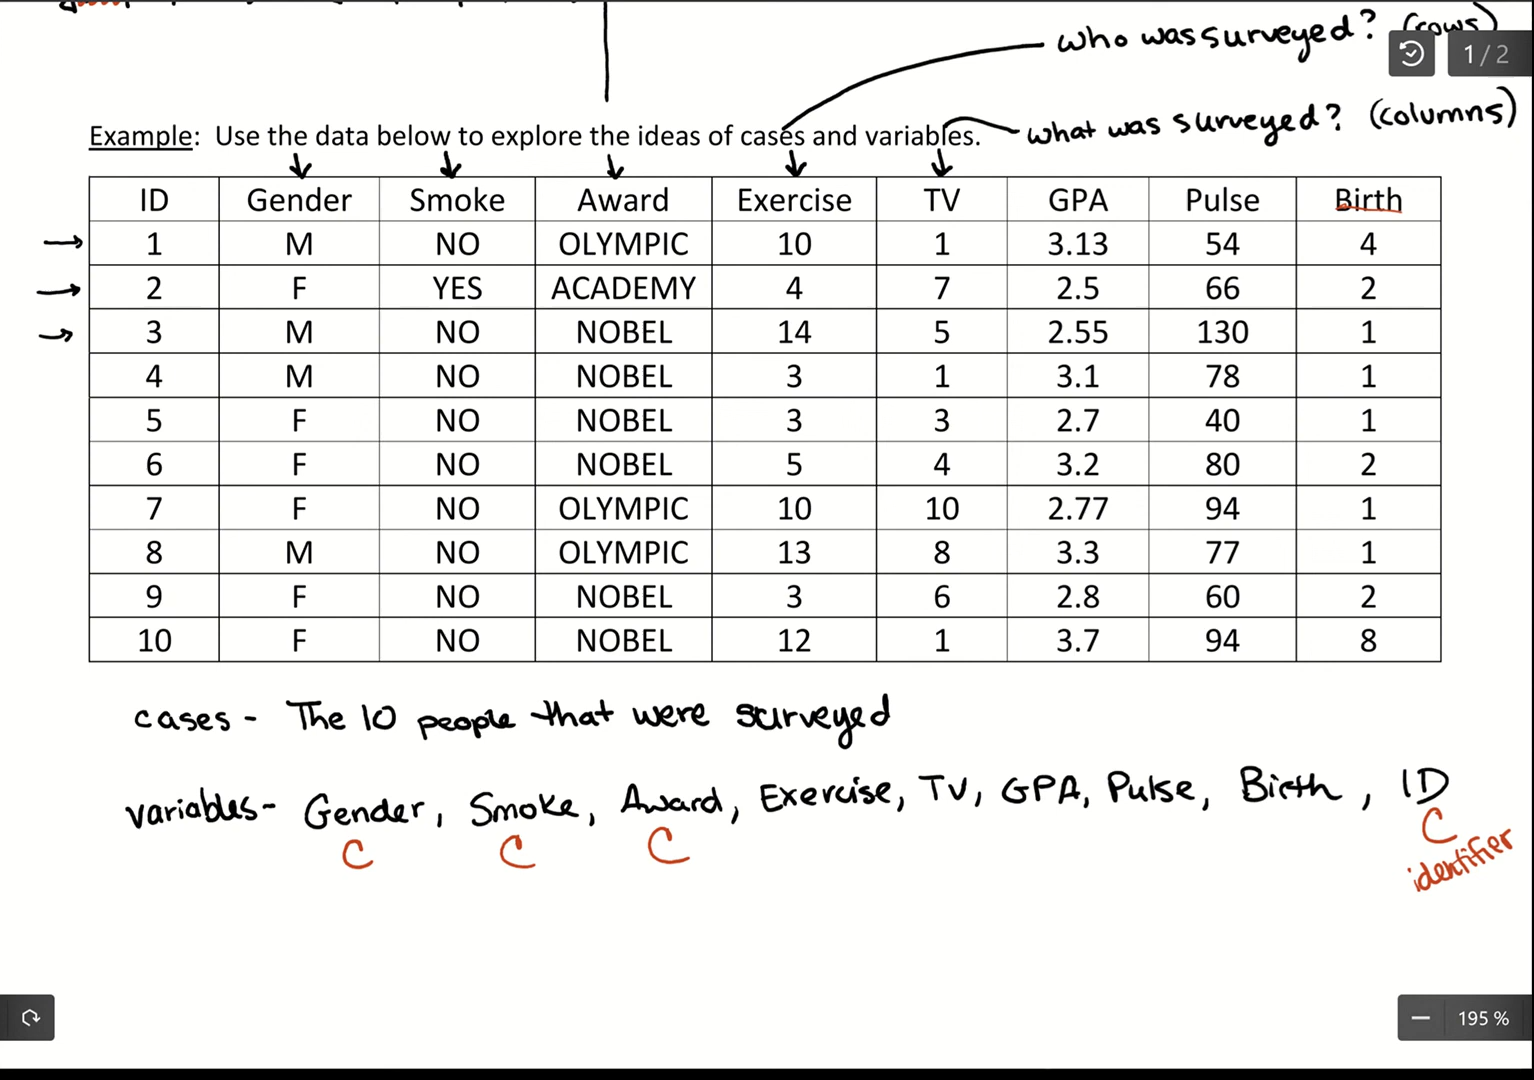 who was surveyed? (rows)
1 / 2
what was surveyed? (columns)
Example: Use the data below to explore the ideas of cases and variables.
ID Gender Smoke Award Exercise TV GPA Pulse Birth
1 M NO OLYMPIC 10 1 3.13 54 4
2 F YES ACADEMY 4 7 2.5 66 2
3 M NO NOBEL 14 5 2.55 130 1
4 M NO NOBEL 3 1 3.1 78 1
5 F NO NOBEL 3 3 2.7 40 1
6 F NO NOBEL 5 4 3.2 80 2
7 F NO OLYMPIC 10 10 2.77 94 1
8 M NO OLYMPIC 13 8 3.3 77 1
9 F NO NOBEL 3 6 2.8 60 2
10 F NO NOBEL 12 1 3.7 94 8
cases - The 10 people that were surveyed
variables - Gender, Smoke, Award, Exercise, TV, GPA, Pulse, Birth, ID
C C C C
identifier
195 %